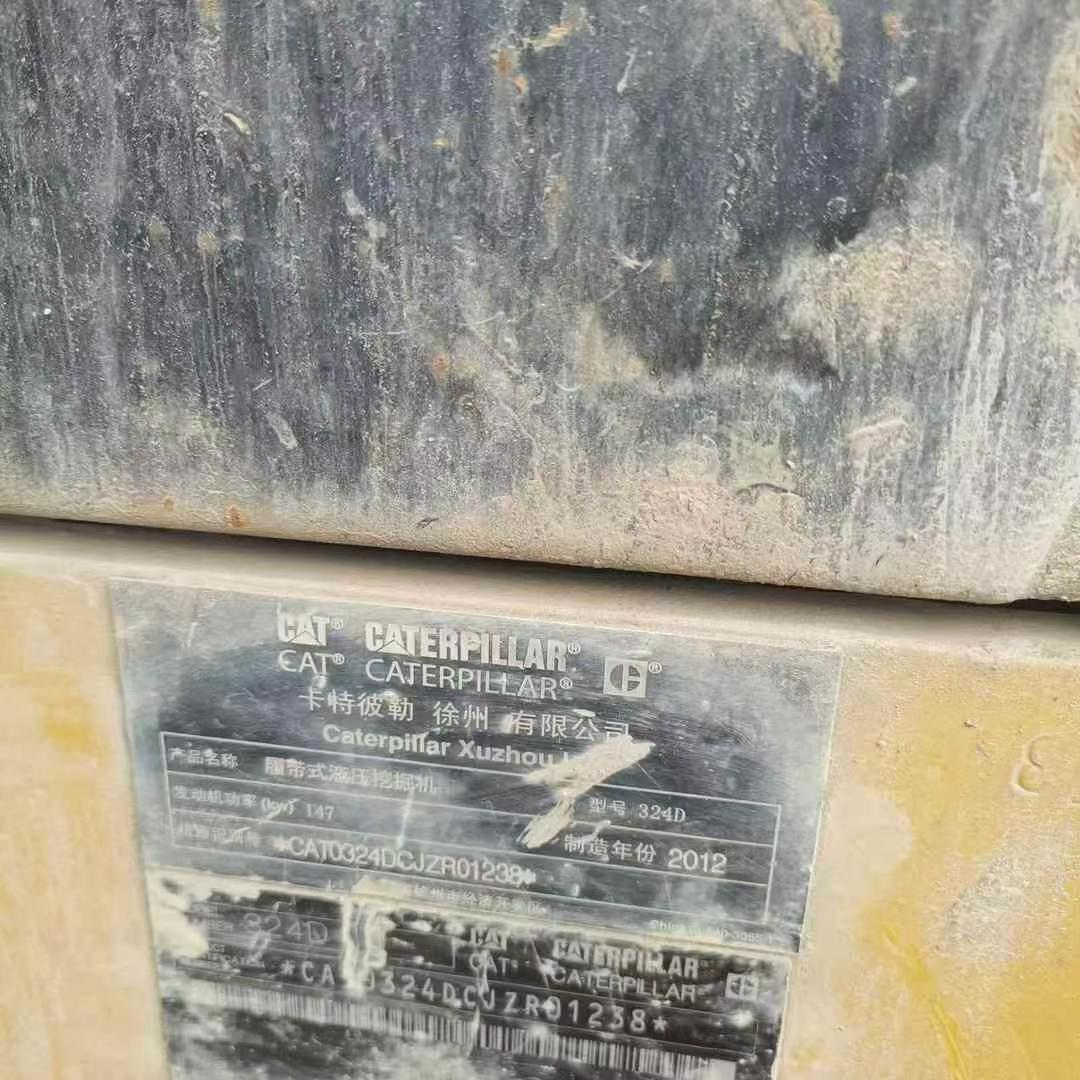 CAT® CATERPILLAR®
CAT® CATERPILLAR®
卡特彼勒 徐州 有限公司
Caterpillar Xuzhou
产品名称 履带式液压挖掘机
发动机功率(kw) 147 型号 324D
*CAT0324DCJZR01238* 制造年份 2012
324D
CAT CATERPILLAR
CAT CATERPILLAR
324DCJZR01238*